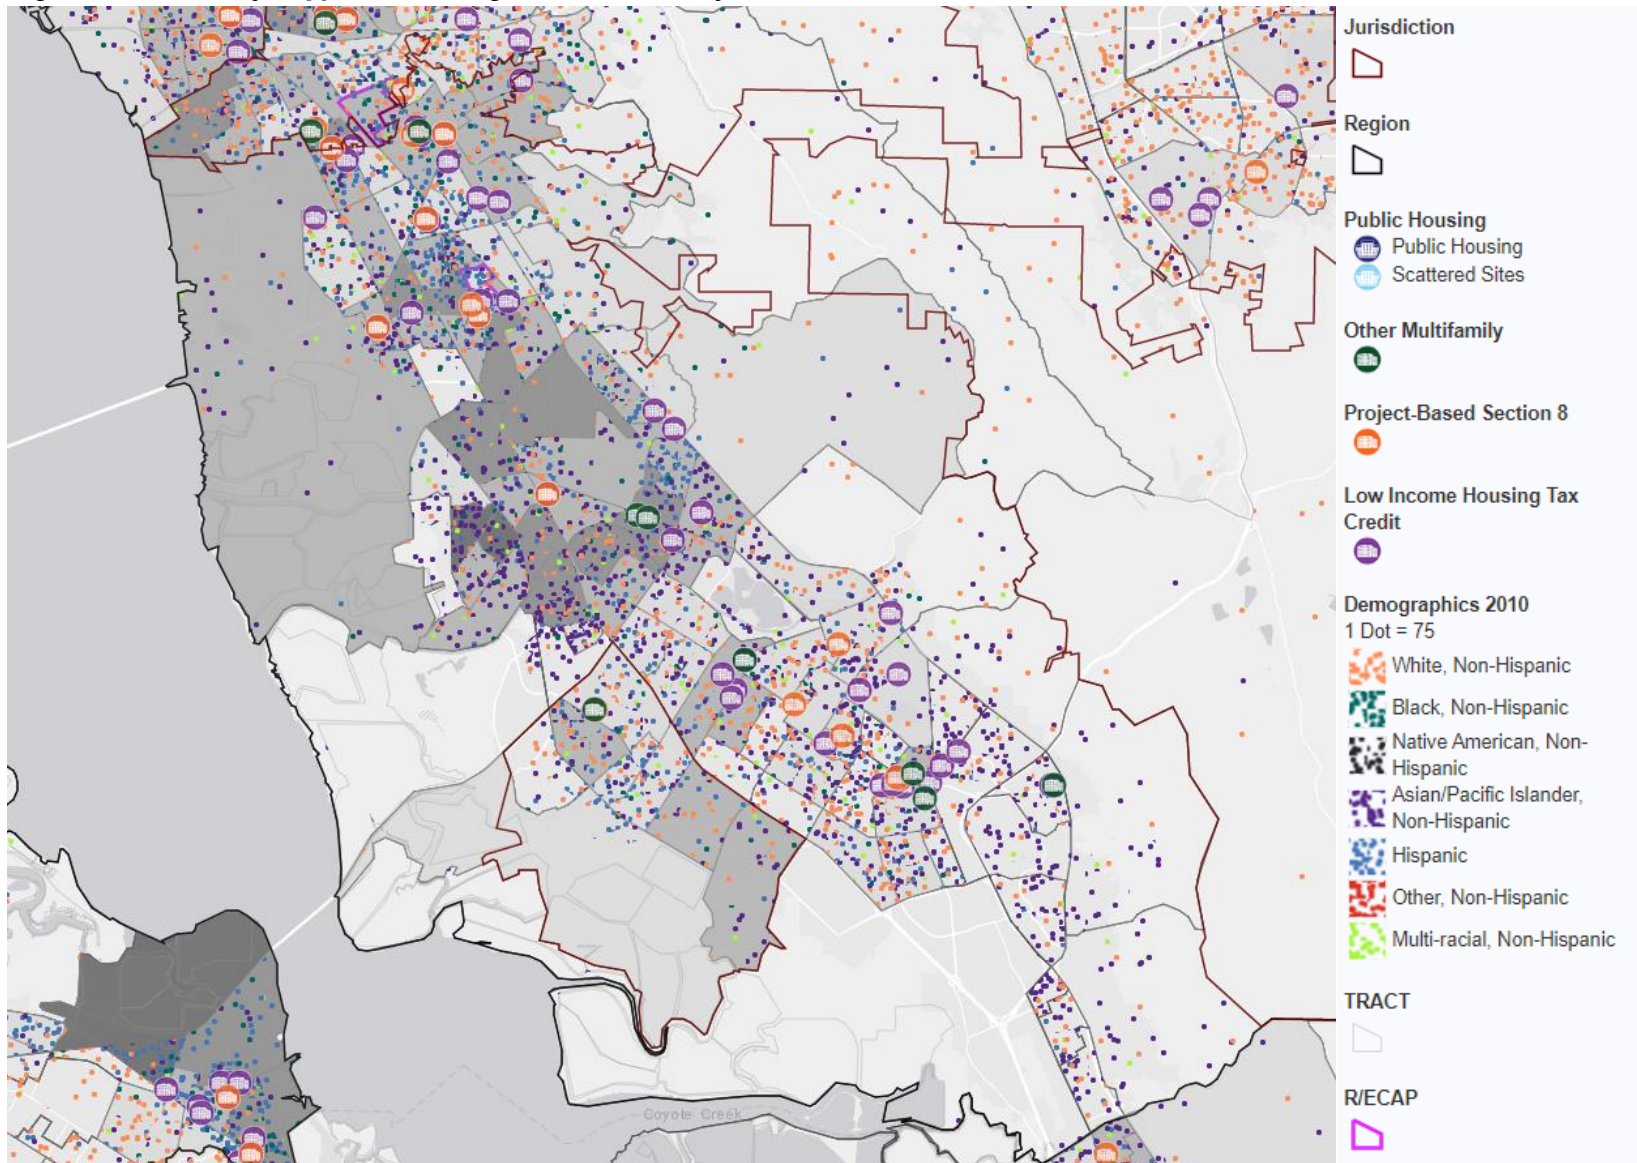 Jurisdiction
Region
Public Housing
Public Housing
Scattered Sites
Other Multifamily
Project-Based Section 8
Low Income Housing Tax
Credit
Demographics 2010
1 Dot = 75
White, Non-Hispanic
Black, Non-Hispanic
Native American, Non-
Hispanic
Asian/Pacific Islander,
Non-Hispanic
Hispanic
Other, Non-Hispanic
Multi-racial, Non-Hispanic
TRACT
R/ECAP
Coyote Creek